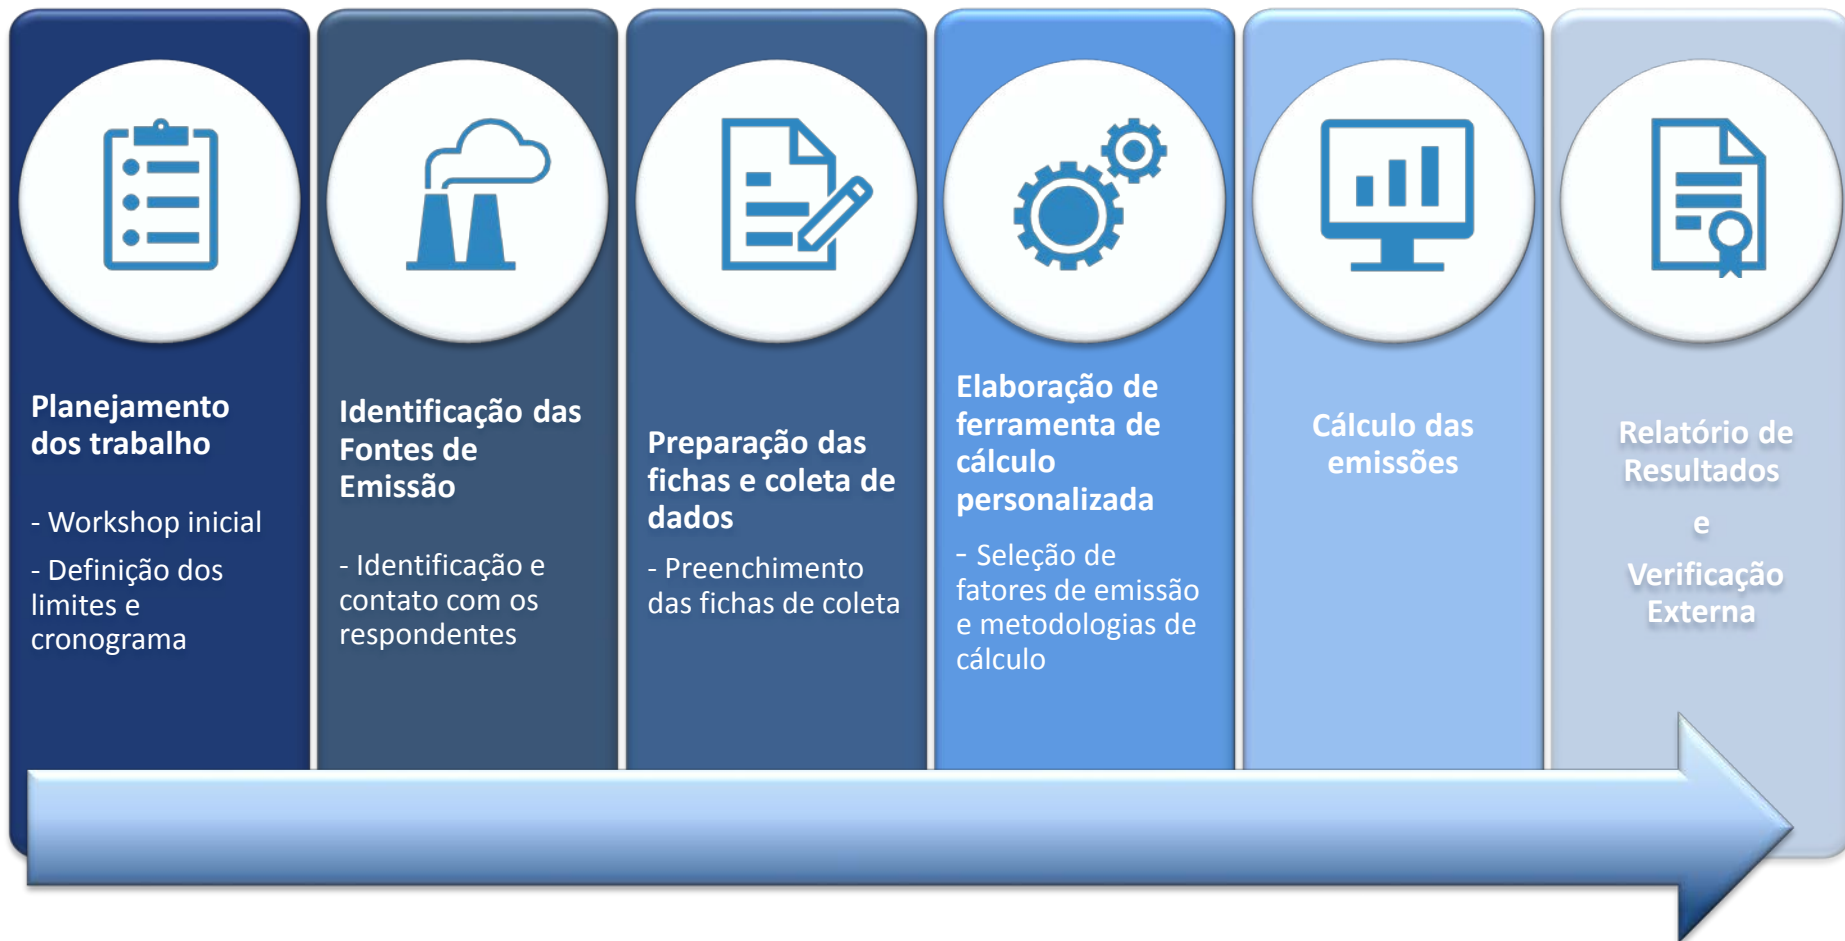 Planejamento
dos trabalho
- Workshop inicial
- Definição dos
limites e
cronograma
Identificação das
Fontes de
Emissão
- Identificação e
contato com os
respondentes
Preparação das
fichas e coleta de
dados
- Preenchimento
das fichas de coleta
Elaboração de
ferramenta de
cálculo
personalizada
- Seleção de
fatores de emissão
e metodologias de
cálculo
Cálculo das
emissões
Relatório de
Resultados
e
Verificação
Externa